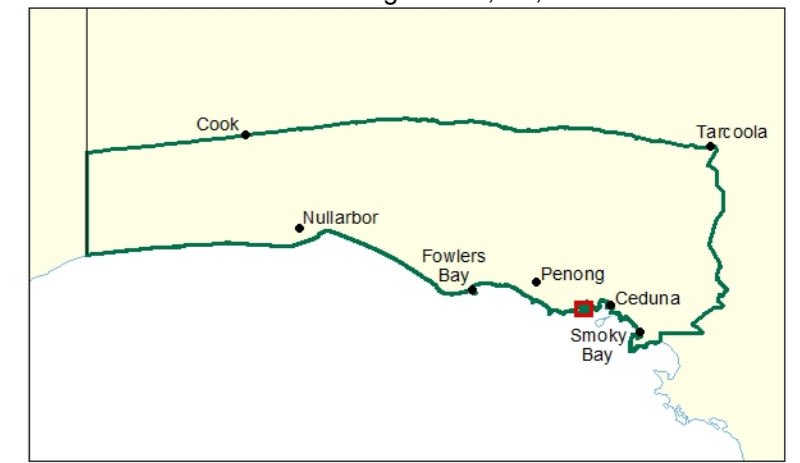 Cook
Tarcoola
Nullarbor
Fowlers
Bay
Penong
Ceduna
Smoky
Bay